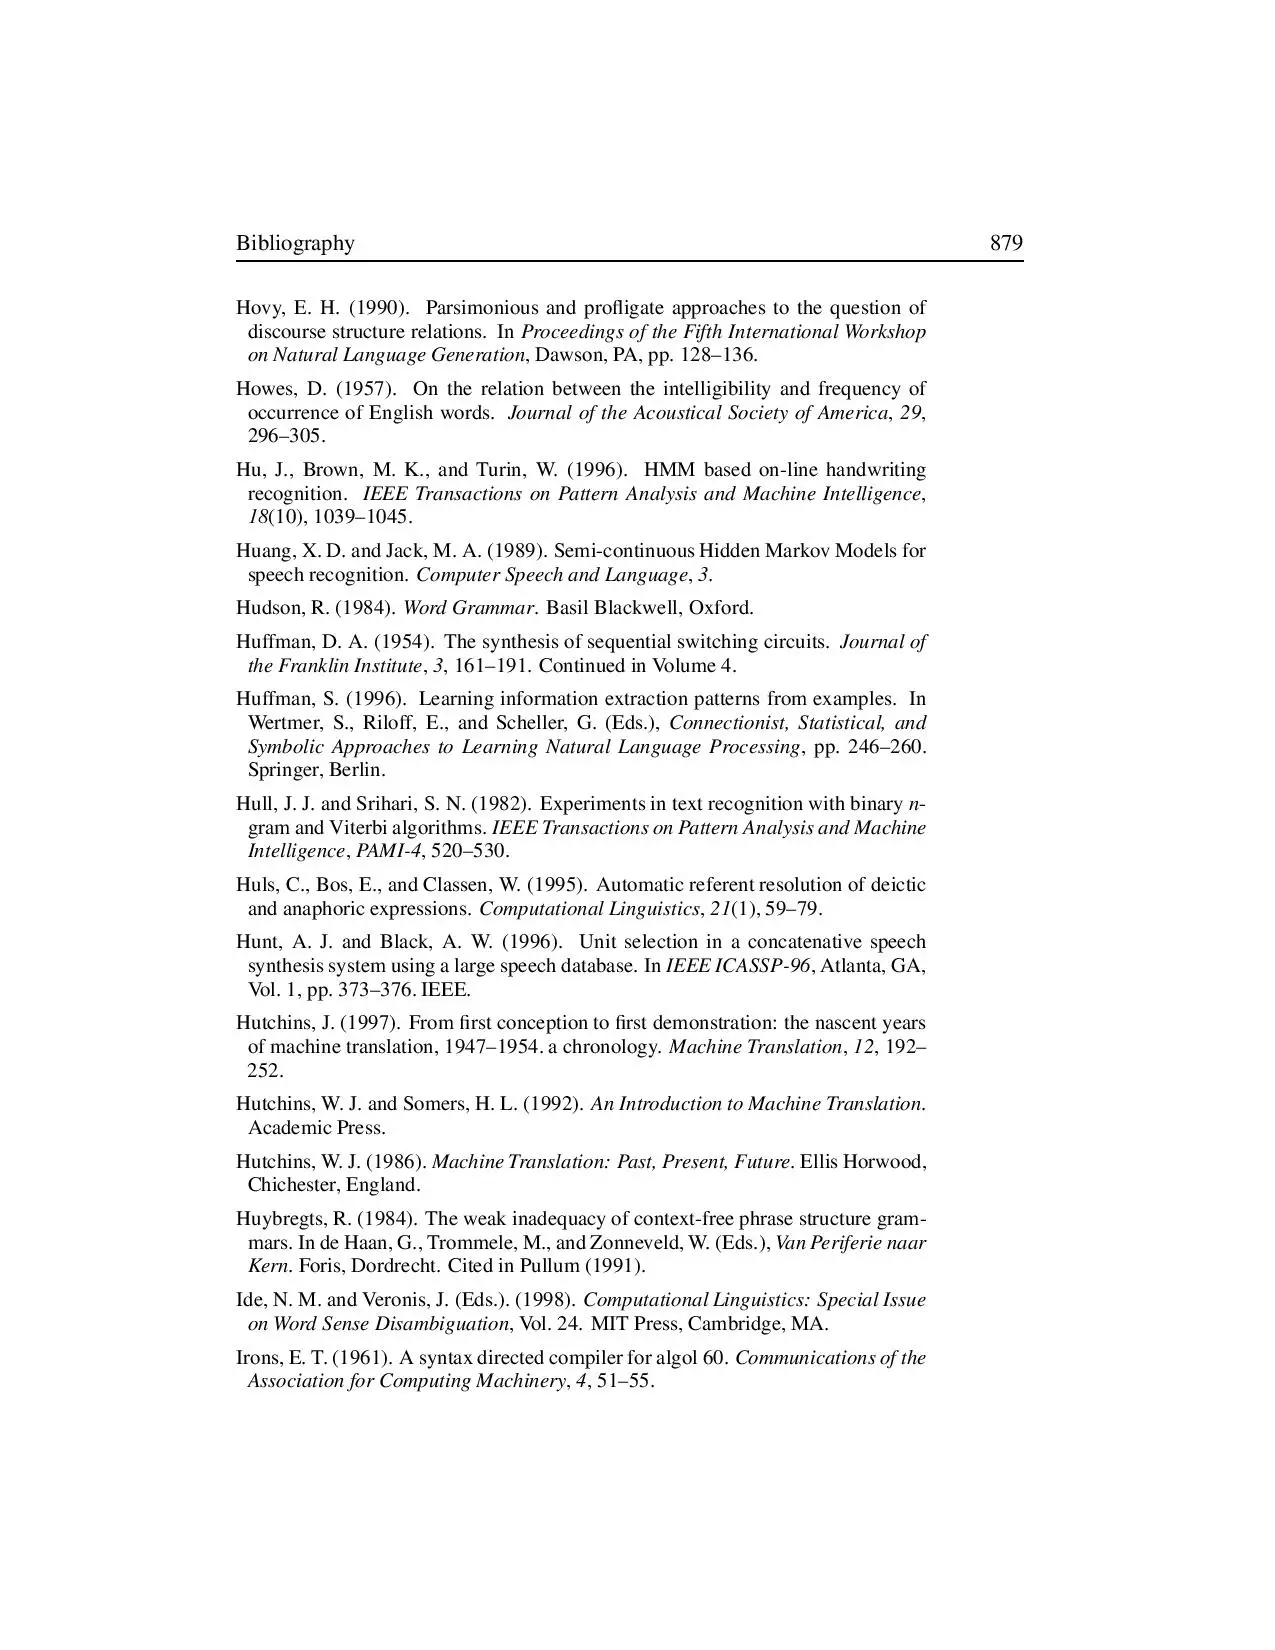 Bibliography 879
Hovy, E. H. (1990). Parsimonious and profligate approaches to the question of
discourse structure relations. In Proceedings of the Fifth International Workshop
on Natural Language Generation, Dawson, PA, pp. 128–136.
Howes, D. (1957). On the relation between the intelligibility and frequency of
occurrence of English words. Journal of the Acoustical Society of America, 29,
296–305.
Hu, J., Brown, M. K., and Turin, W. (1996). HMM based on-line handwriting
recognition. IEEE Transactions on Pattern Analysis and Machine Intelligence,
18(10), 1039–1045.
Huang, X. D. and Jack, M. A. (1989). Semi-continuous Hidden Markov Models for
speech recognition. Computer Speech and Language, 3.
Hudson, R. (1984). Word Grammar. Basil Blackwell, Oxford.
Huffman, D. A. (1954). The synthesis of sequential switching circuits. Journal of
the Franklin Institute, 3, 161–191. Continued in Volume 4.
Huffman, S. (1996). Learning information extraction patterns from examples. In
Wertmer, S., Riloff, E., and Scheller, G. (Eds.), Connectionist, Statistical, and
Symbolic Approaches to Learning Natural Language Processing, pp. 246–260.
Springer, Berlin.
Hull, J. J. and Srihari, S. N. (1982). Experiments in text recognition with binary n-
gram and Viterbi algorithms. IEEE Transactions on Pattern Analysis and Machine
Intelligence, PAMI-4, 520–530.
Huls, C., Bos, E., and Classen, W. (1995). Automatic referent resolution of deictic
and anaphoric expressions. Computational Linguistics, 21(1), 59–79.
Hunt, A. J. and Black, A. W. (1996). Unit selection in a concatenative speech
synthesis system using a large speech database. In IEEE ICASSP-96, Atlanta, GA,
Vol. 1, pp. 373–376. IEEE.
Hutchins, J. (1997). From first conception to first demonstration: the nascent years
of machine translation, 1947–1954. a chronology. Machine Translation, 12, 192–
252.
Hutchins, W. J. and Somers, H. L. (1992). An Introduction to Machine Translation.
Academic Press.
Hutchins, W. J. (1986). Machine Translation: Past, Present, Future. Ellis Horwood,
Chichester, England.
Huybregts, R. (1984). The weak inadequacy of context-free phrase structure gram-
mars. In de Haan, G., Trommele, M., and Zonneveld, W. (Eds.), Van Periferie naar
Kern. Foris, Dordrecht. Cited in Pullum (1991).
Ide, N. M. and Veronis, J. (Eds.). (1998). Computational Linguistics: Special Issue
on Word Sense Disambiguation, Vol. 24. MIT Press, Cambridge, MA.
Irons, E. T. (1961). A syntax directed compiler for algol 60. Communications of the
Association for Computing Machinery, 4, 51–55.